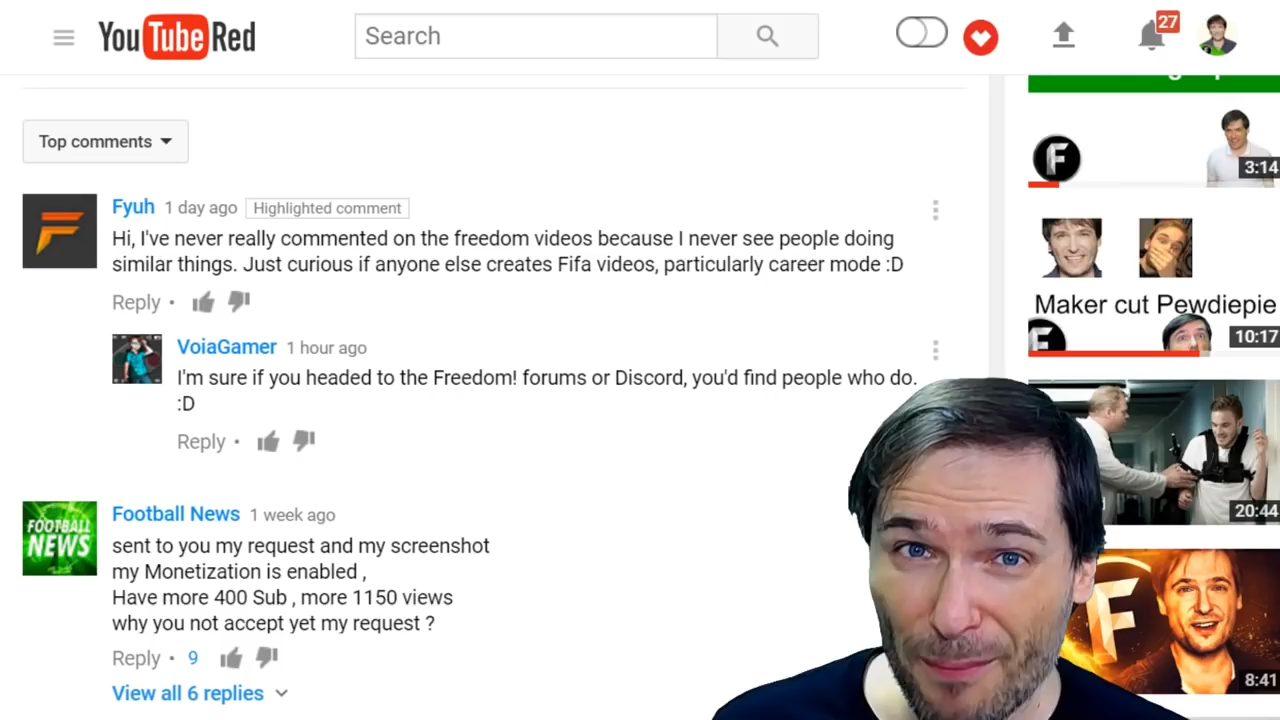 YouTube Red
Search
27
Top comments
Fyuh 1 day ago Highlighted comment
Hi, I've never really commented on the freedom videos because I never see people doing
similar things. Just curious if anyone else creates Fifa videos, particularly career mode :D
Reply •
VoiaGamer 1 hour ago
I'm sure if you headed to the Freedom! forums or Discord, you'd find people who do.
:D
Reply •
FOOTBALL
NEWS
Football News 1 week ago
sent to you my request and my screenshot
my Monetization is enabled ,
Have more 400 Sub , more 1150 views
why you not accept yet my request ?
Reply • 9
View all 6 replies
F
3:14
Maker cut Pewdiepie
10:17
20:44
F
8:41